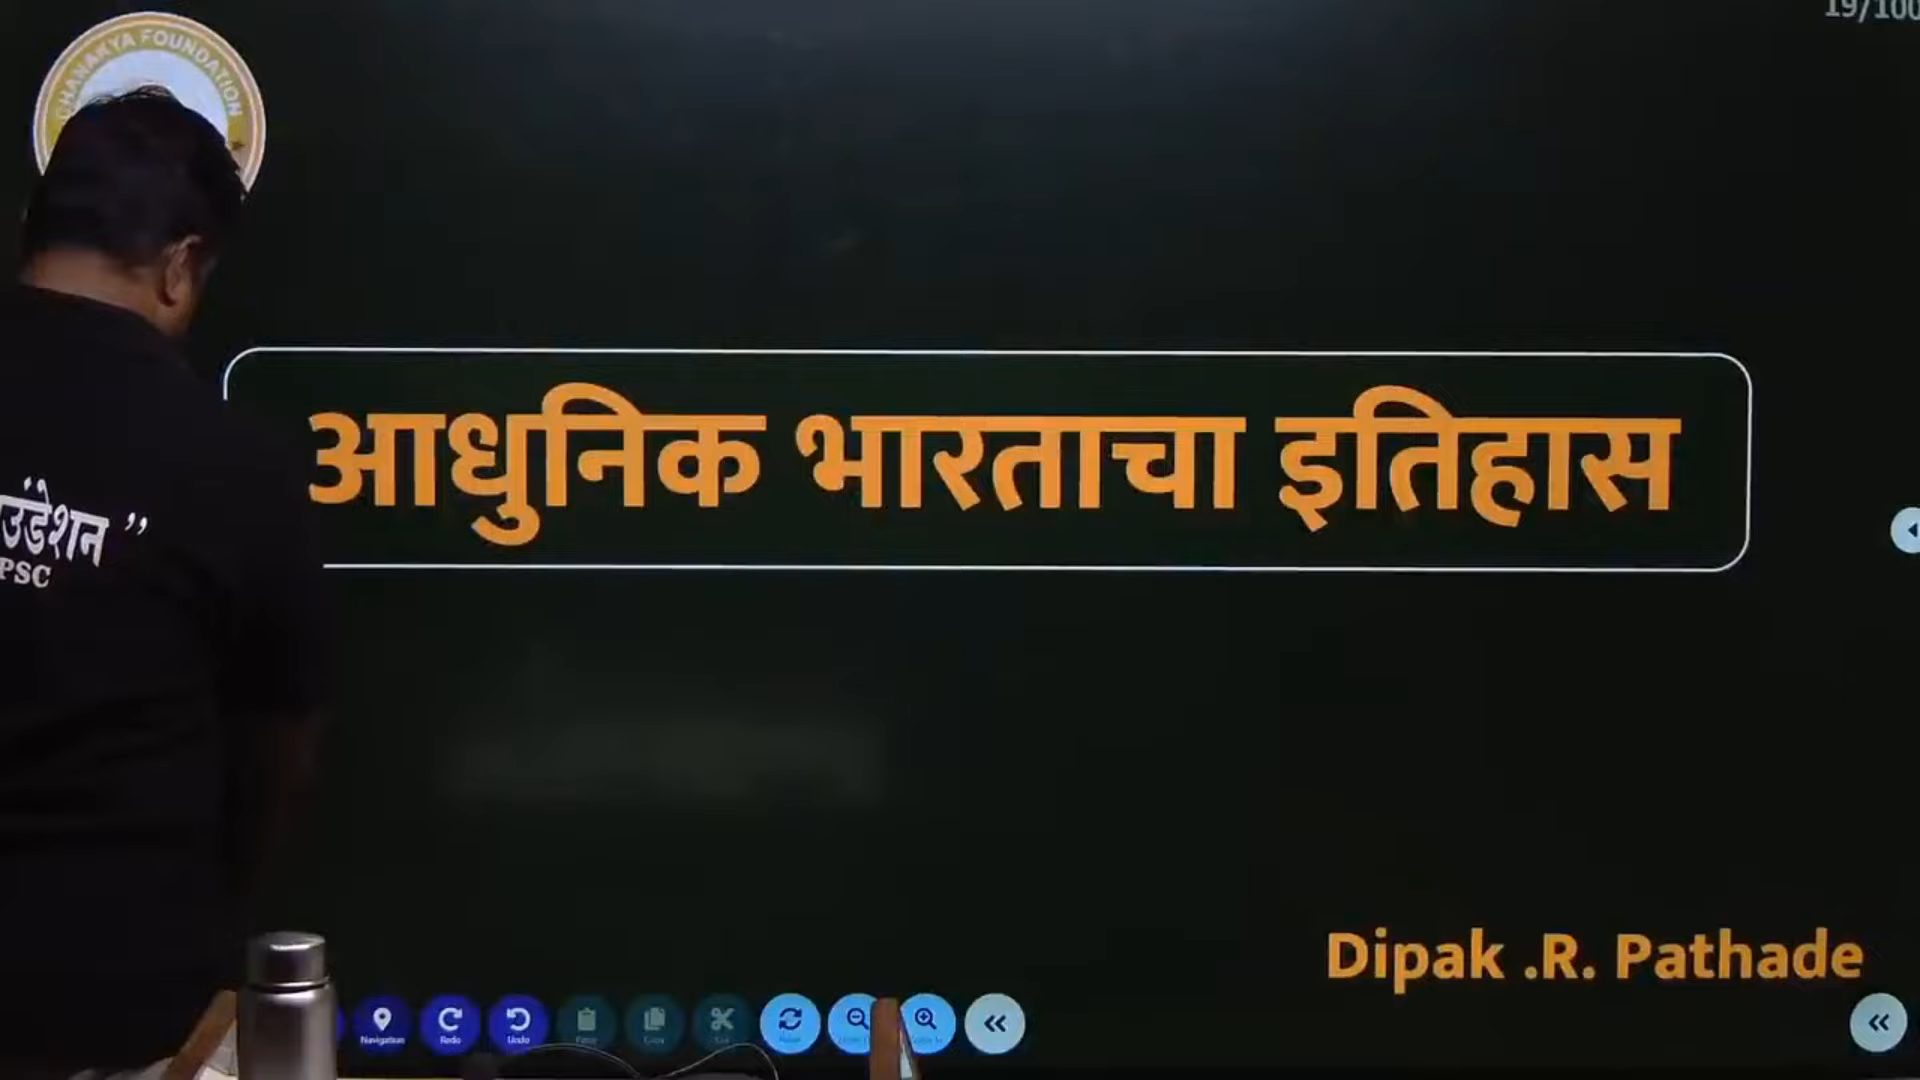 19/100
CHANAKYA FOUNDATION
आधुनिक भारताचा इतिहास
उंडेशन ”
PSC
Dipak .R. Pathade
Navigation Redo Undo